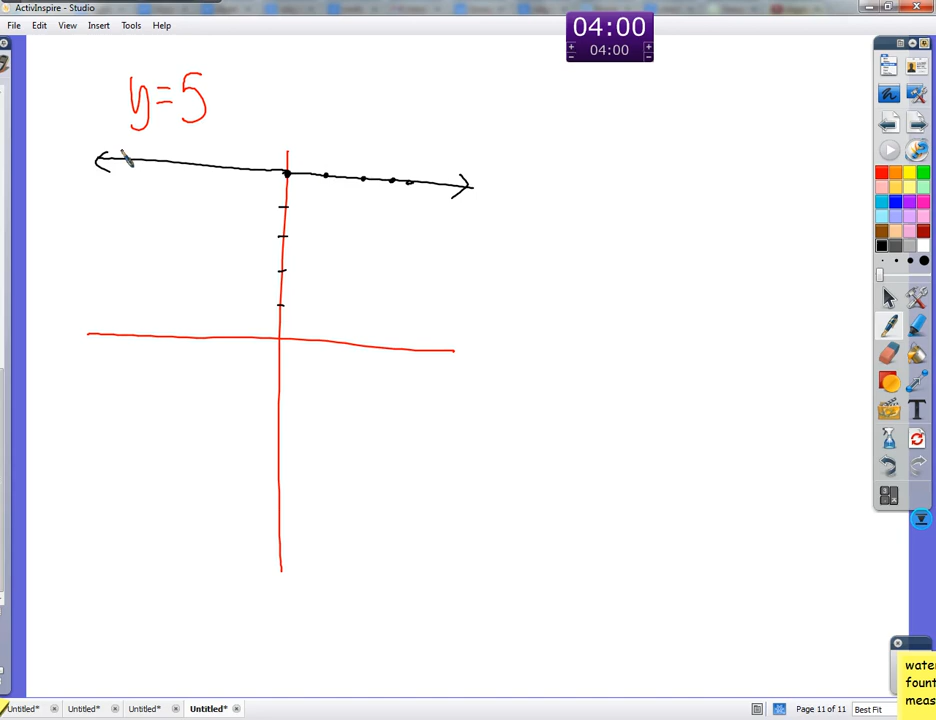 ActivInspire - Studio
File Edit View Insert Tools Help
04:00
04:00
y=5
water
fount
meas
Untitled* Untitled* Untitled* Untitled*
Page 11 of 11 Best Fit